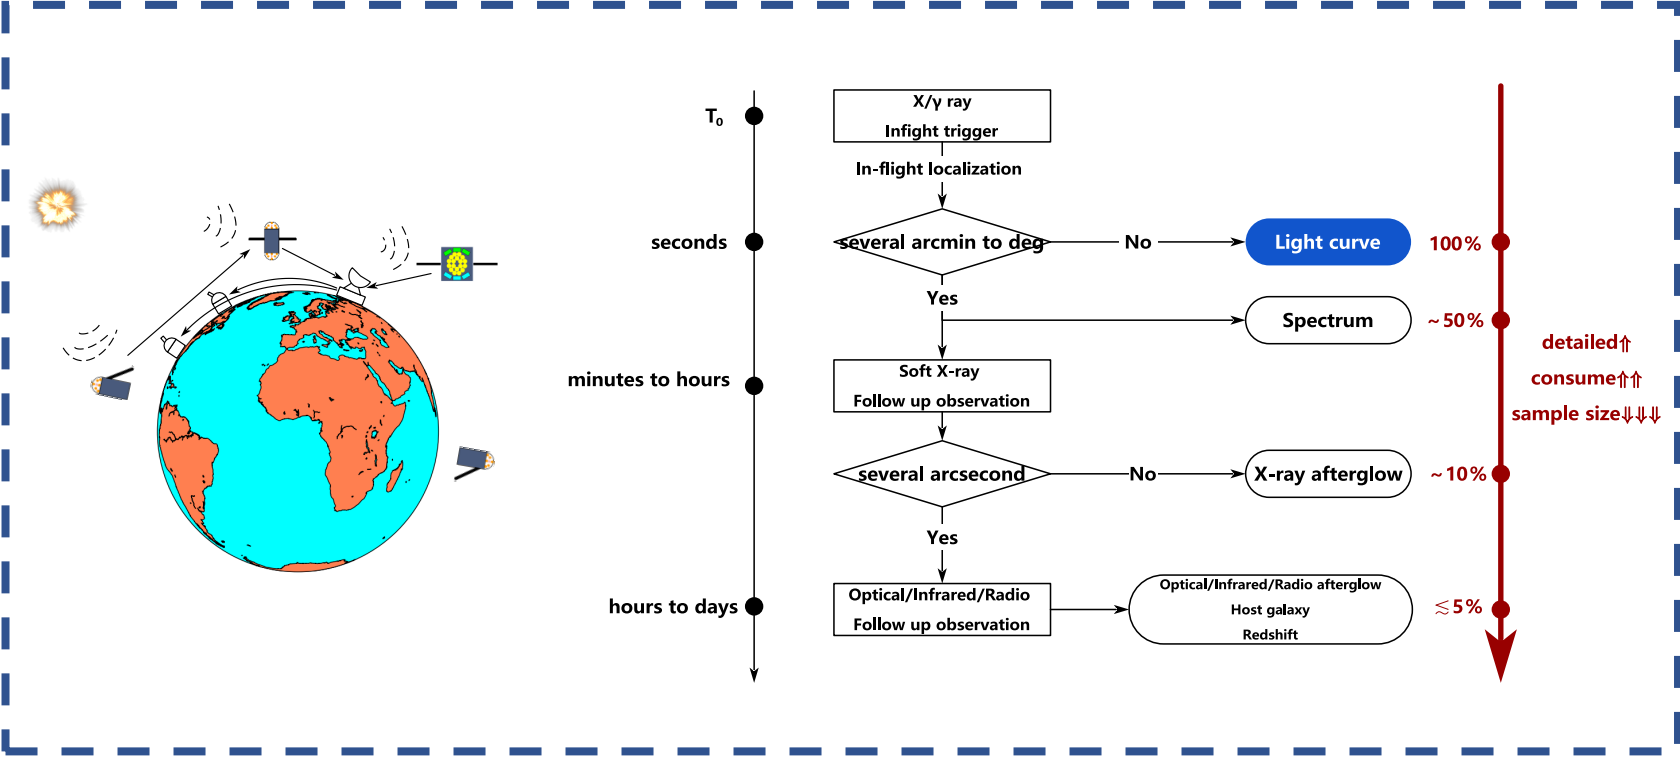 T₀
seconds
minutes to hours
hours to days
X/γ ray
Infight trigger
In-flight localization
several arcmin to deg
No
Light curve
100%
Yes
Spectrum
~50%
Soft X-ray
Follow up observation
several arcsecond
No
X-ray afterglow
~10%
Yes
Optical/Infrared/Radio
Follow up observation
Optical/Infrared/Radio afterglow
Host galaxy
Redshift
≲5%
detailed⇑
consume⇑⇑
sample size⇓⇓⇓